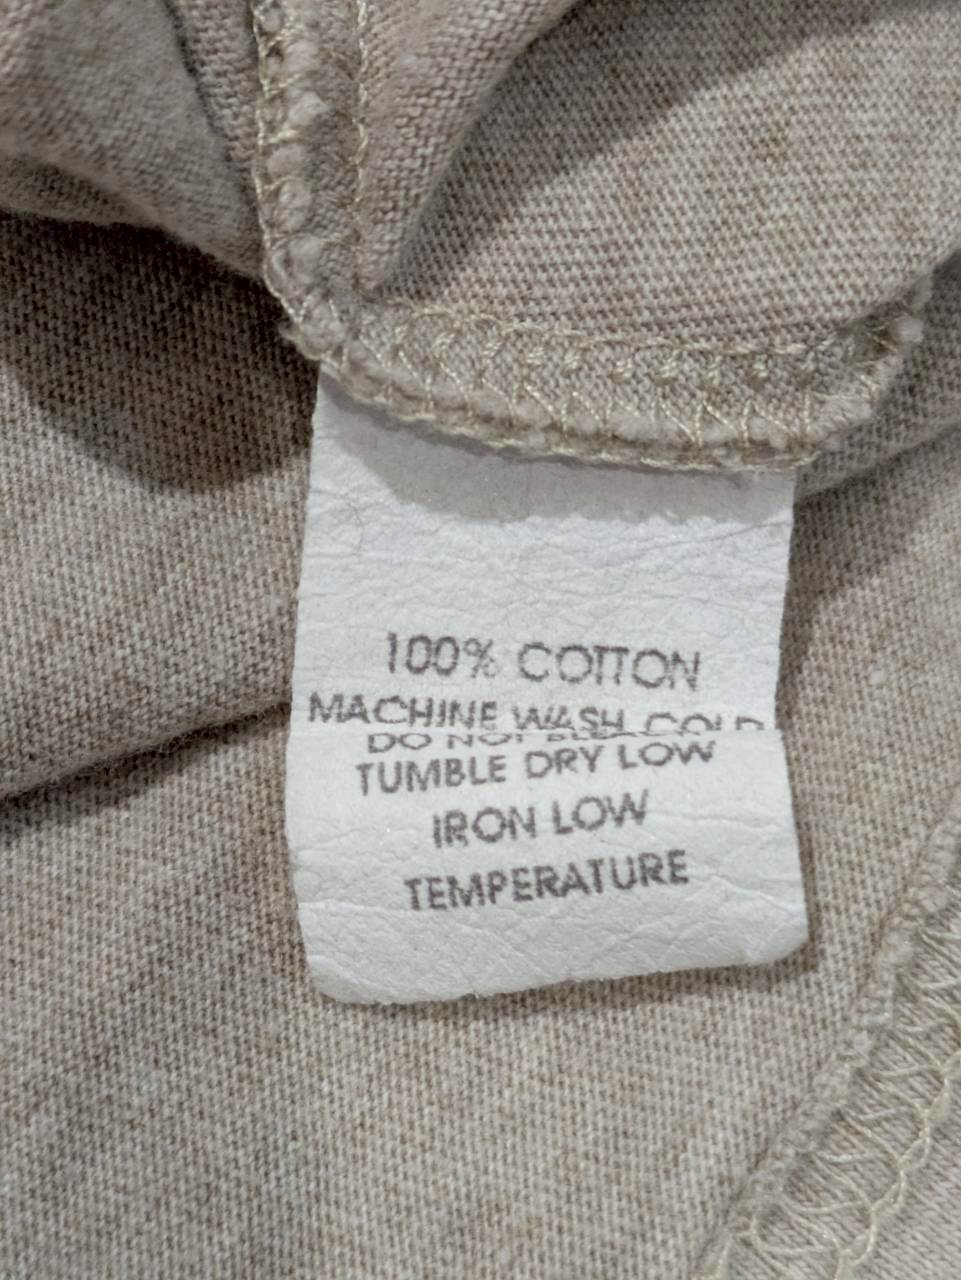 100% COTTON
MACHINE WASH COLD
DO NOT
TUMBLE DRY LOW
IRON LOW
TEMPERATURE